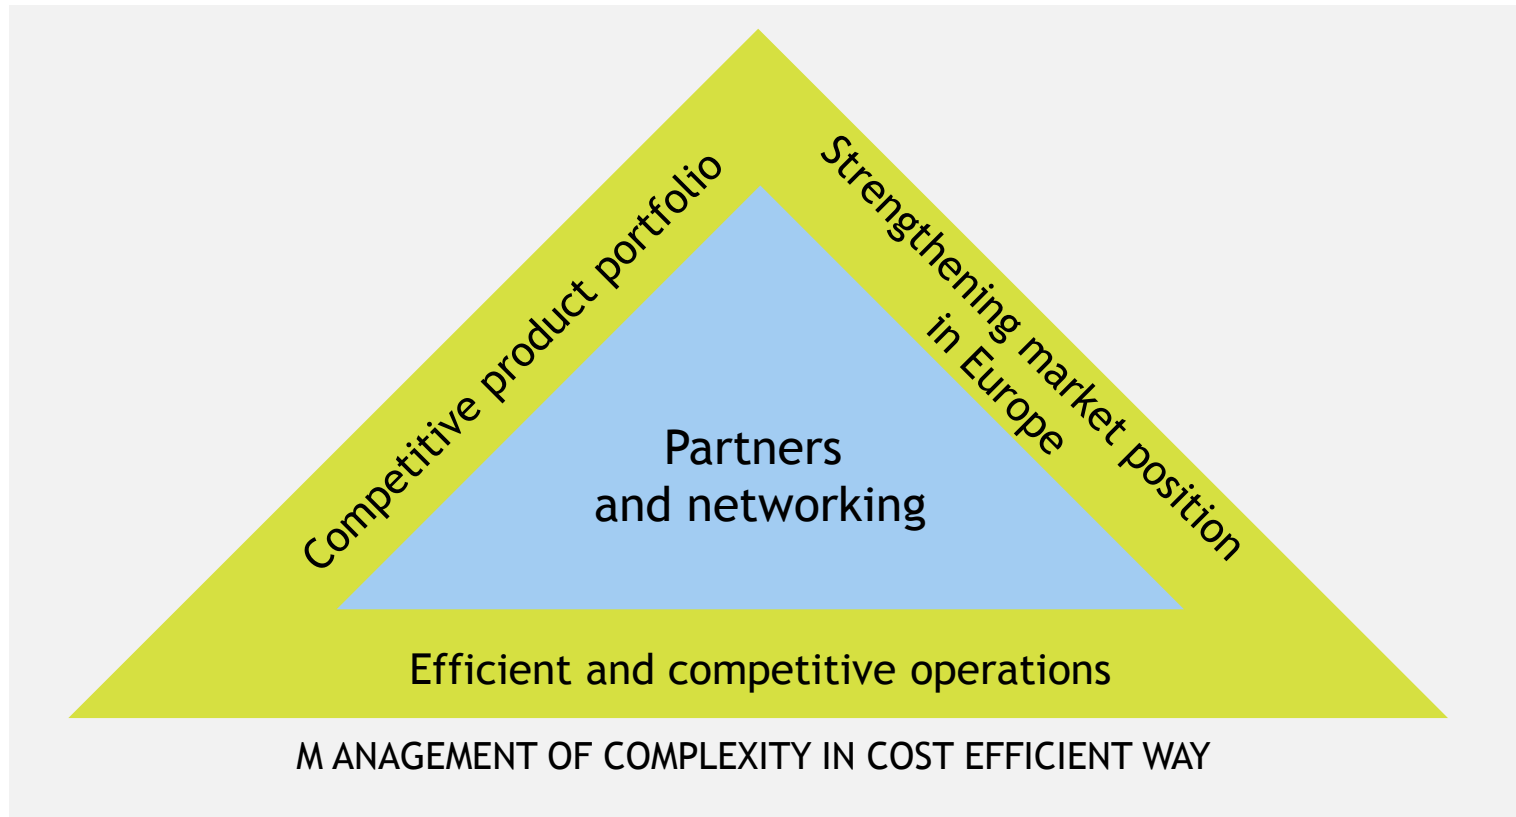 Competitive product portfolio
Strengthening market position
in Europe
Partners
and networking
Efficient and competitive operations
M ANAGEMENT OF COMPLEXITY IN COST EFFICIENT WAY